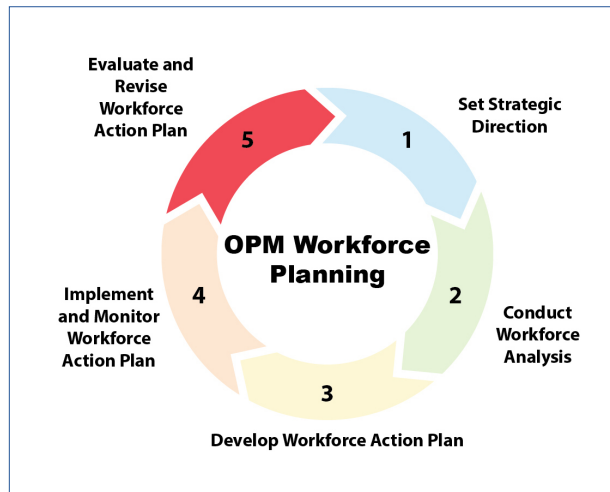 OPM Workforce
Planning
1
Set Strategic
Direction
2
Conduct
Workforce
Analysis
3
Develop Workforce Action Plan
4
Implement
and Monitor
Workforce
Action Plan
5
Evaluate and
Revise
Workforce
Action Plan